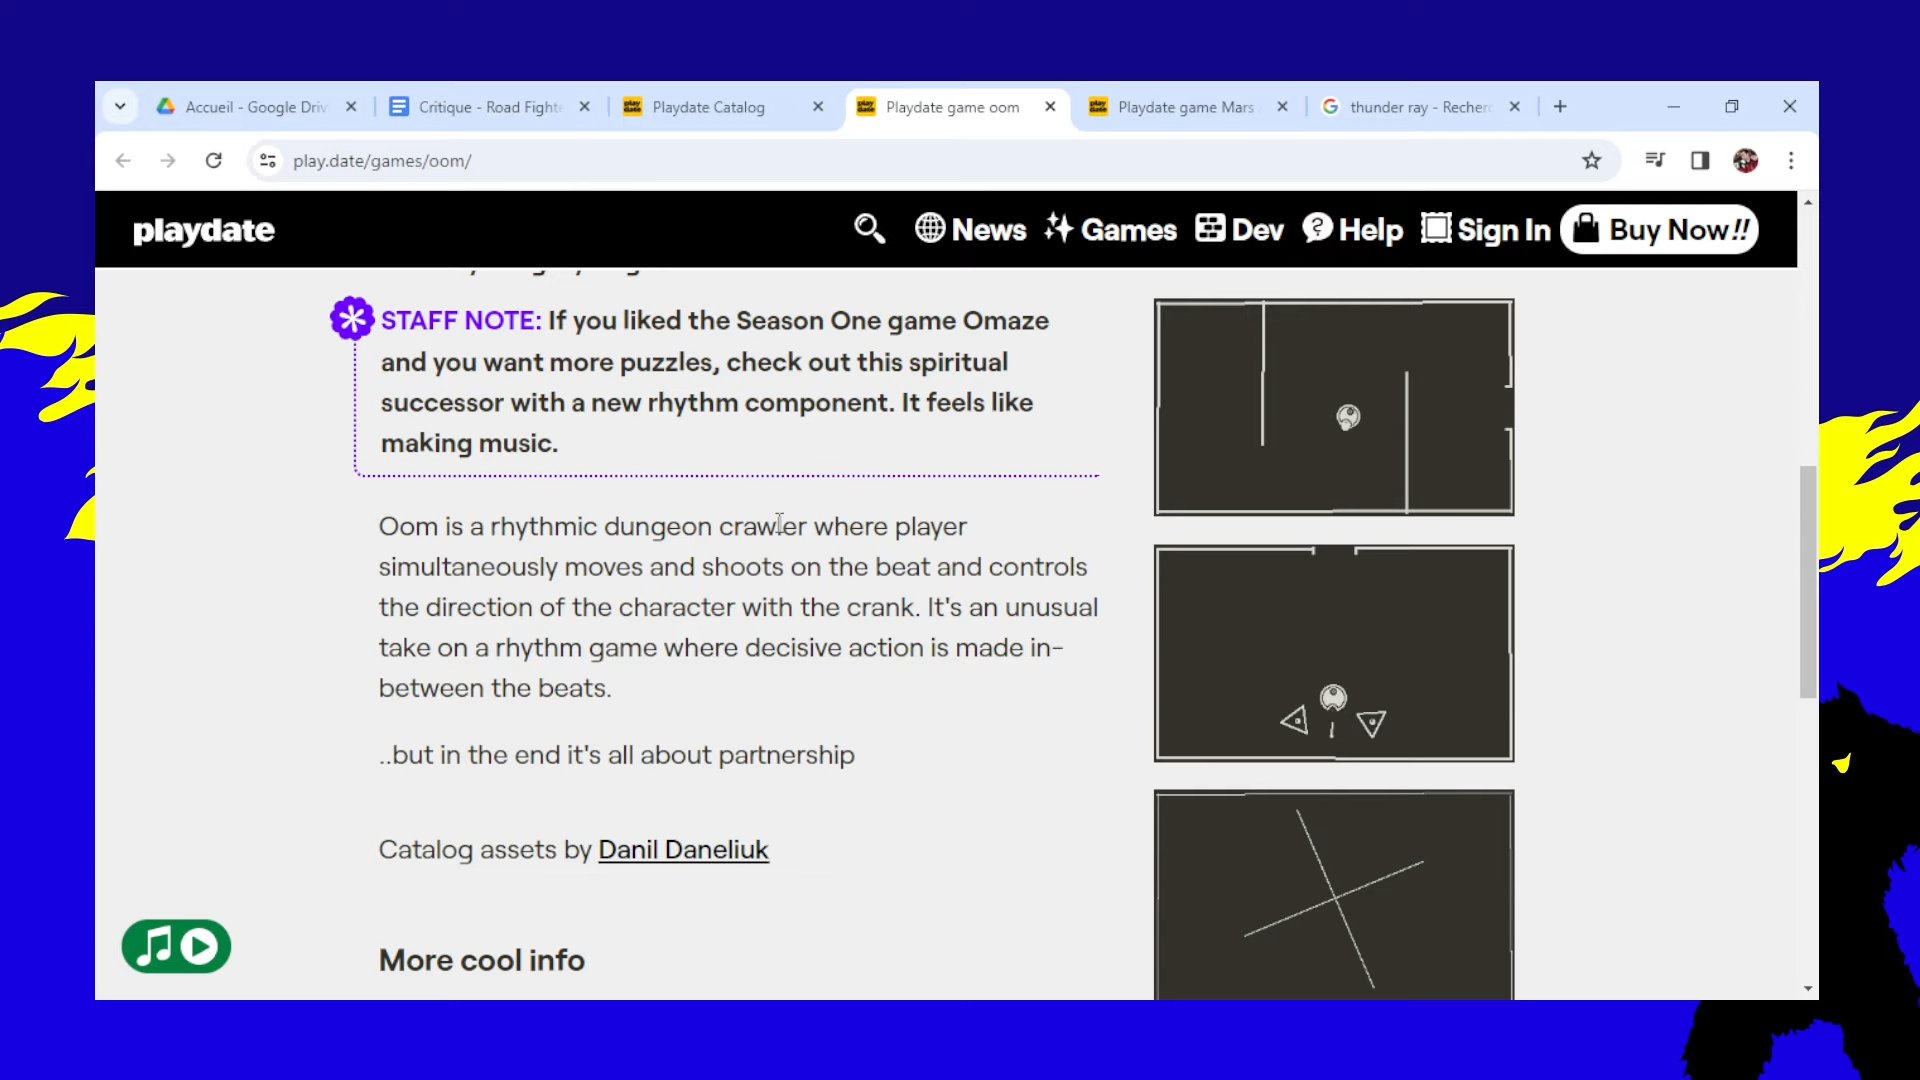 Accueil - Google Driv
Critique - Road Fighte
Playdate Catalog
Playdate game oom
Playdate game Mars
thunder ray - Recherc
play.date/games/oom/
playdate
News
Games
Dev
Help
Sign In
Buy Now!!
STAFF NOTE: If you liked the Season One game Omaze
and you want more puzzles, check out this spiritual
successor with a new rhythm component. It feels like
making music.
Oom is a rhythmic dungeon crawler where player
simultaneously moves and shoots on the beat and controls
the direction of the character with the crank. It's an unusual
take on a rhythm game where decisive action is made in-
between the beats.
..but in the end it's all about partnership
Catalog assets by Danil Daneliuk
More cool info